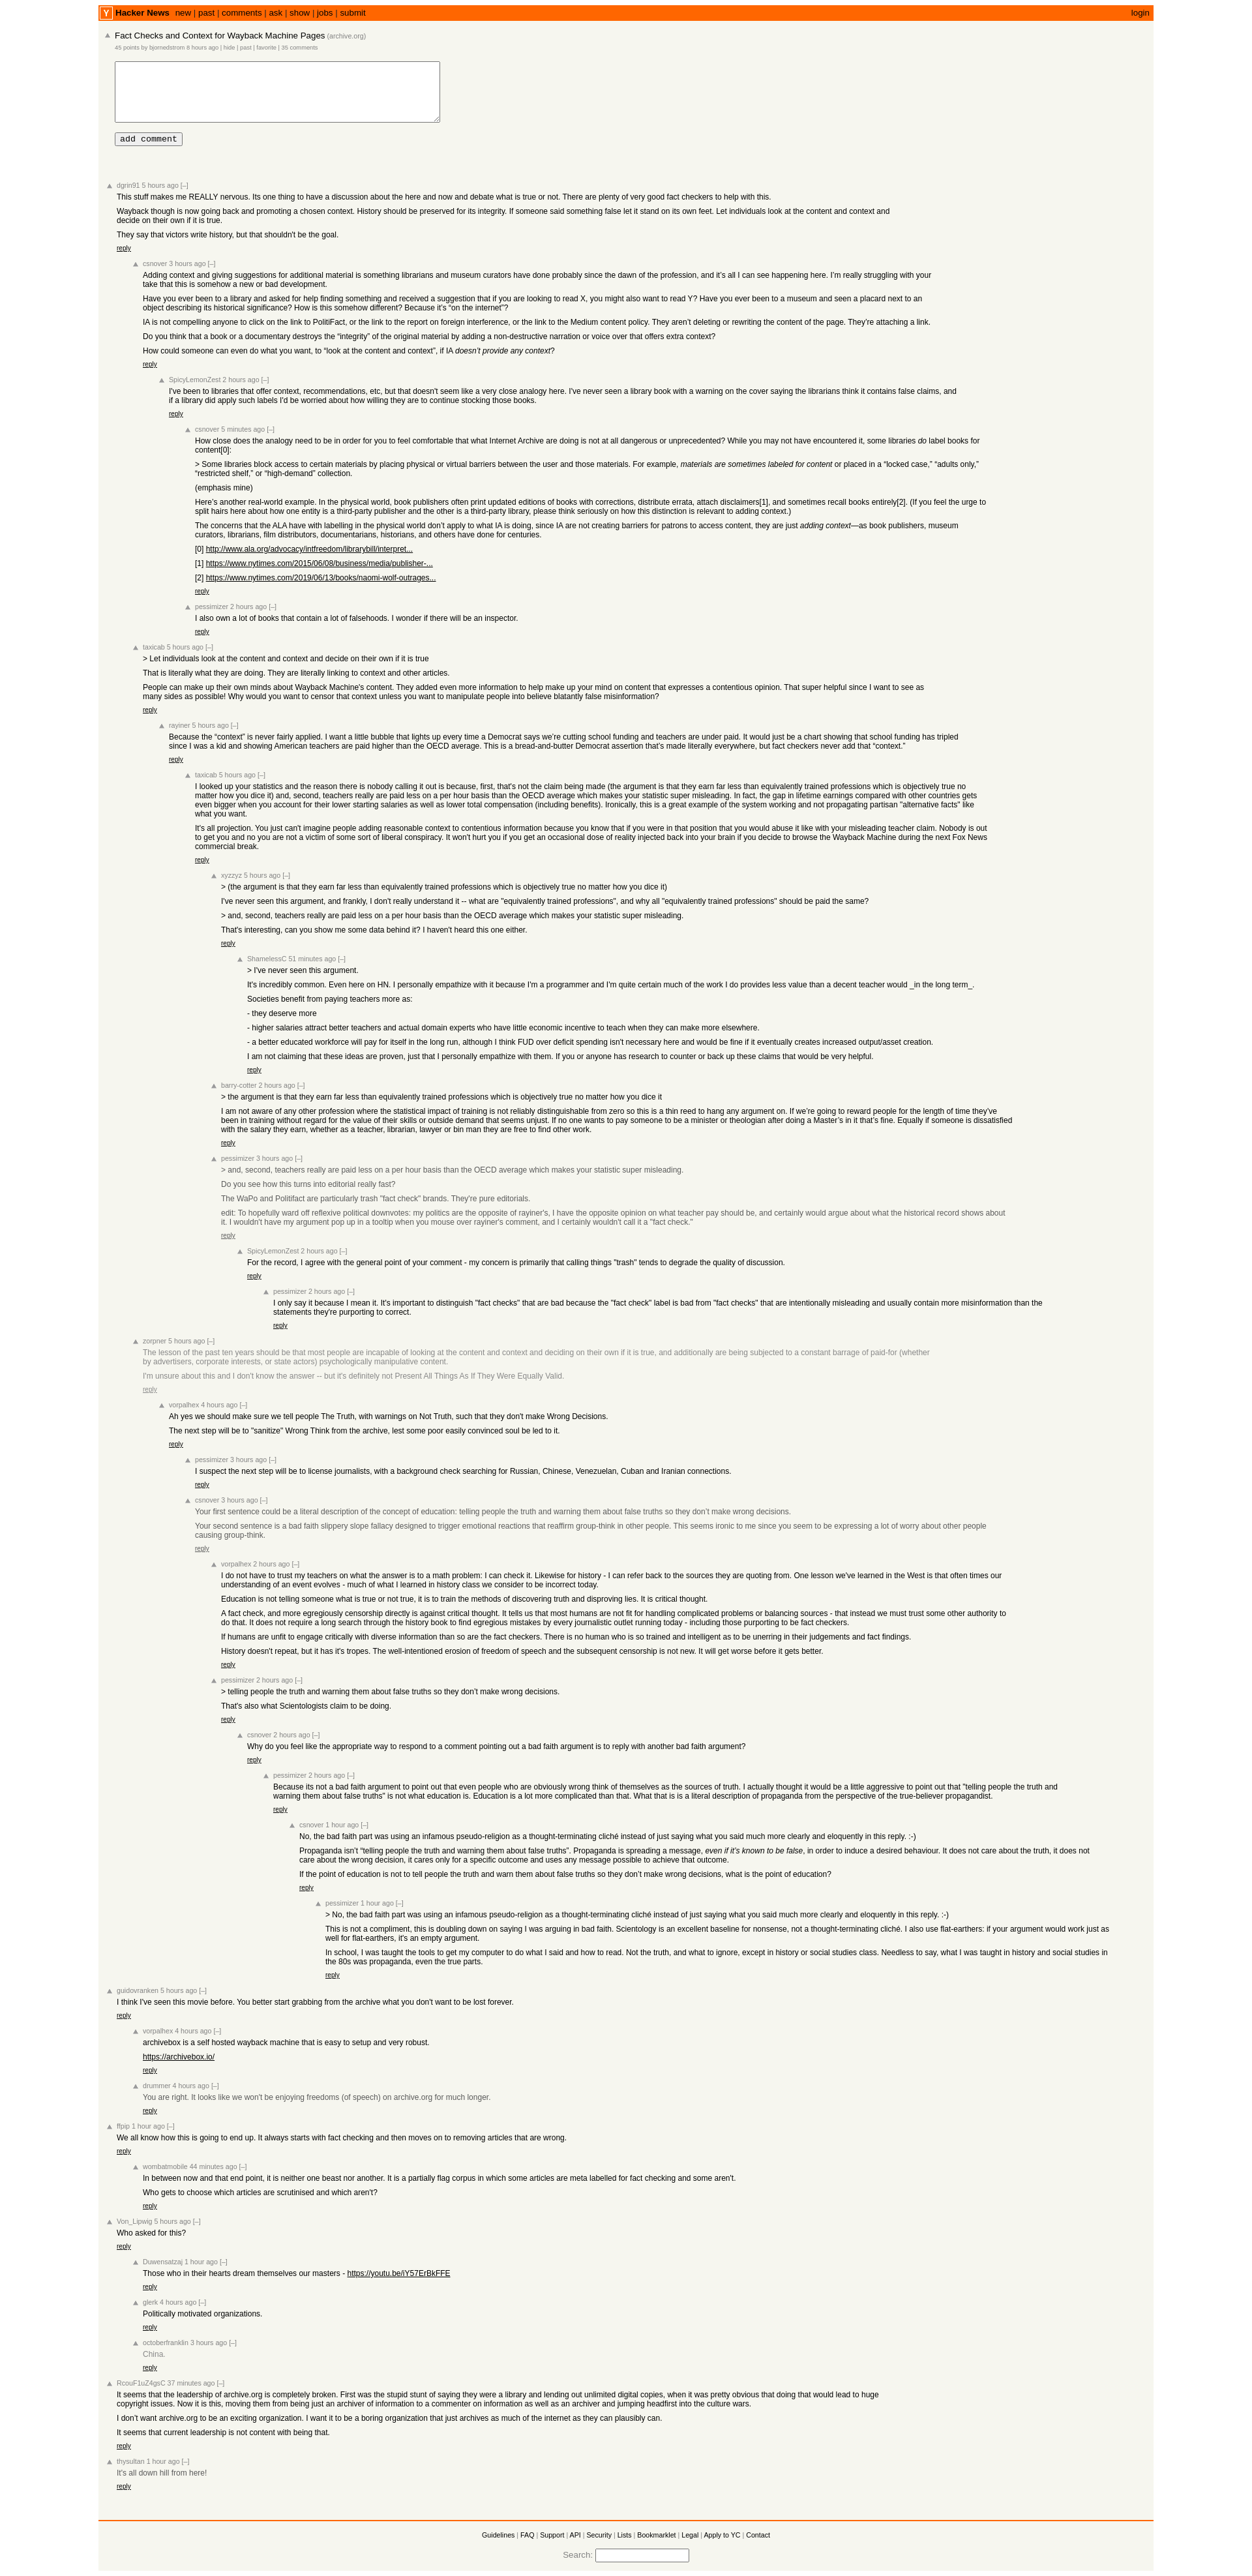 Y Hacker News new | past | comments | ask | show | jobs | submit login
Fact Checks and Context for Wayback Machine Pages (archive.org)
45 points by bjornedstrom 8 hours ago | hide | past | favorite | 35 comments
add comment
dgrin91 5 hours ago [–]
This stuff makes me REALLY nervous. Its one thing to have a discussion about the here and now and debate what is true or not. There are plenty of very good fact checkers to help with this.
Wayback though is now going back and promoting a chosen context. History should be preserved for its integrity. If someone said something false let it stand on its own feet. Let individuals look at the content and context and
decide on their own if it is true.
They say that victors write history, but that shouldn't be the goal.
reply
csnover 3 hours ago [–]
Adding context and giving suggestions for additional material is something librarians and museum curators have done probably since the dawn of the profession, and it’s all I can see happening here. I’m really struggling with your
take that this is somehow a new or bad development.
Have you ever been to a library and asked for help finding something and received a suggestion that if you are looking to read X, you might also want to read Y? Have you ever been to a museum and seen a placard next to an
object describing its historical significance? How is this somehow different? Because it’s “on the internet”?
IA is not compelling anyone to click on the link to PolitiFact, or the link to the report on foreign interference, or the link to the Medium content policy. They aren’t deleting or rewriting the content of the page. They’re attaching a link.
Do you think that a book or a documentary destroys the “integrity” of the original material by adding a non-destructive narration or voice over that offers extra context?
How could someone can even do what you want, to “look at the content and context”, if IA doesn’t provide any context?
reply
SpicyLemonZest 2 hours ago [–]
I've been to libraries that offer context, recommendations, etc, but that doesn't seem like a very close analogy here. I've never seen a library book with a warning on the cover saying the librarians think it contains false claims, and
if a library did apply such labels I'd be worried about how willing they are to continue stocking those books.
reply
csnover 5 minutes ago [–]
How close does the analogy need to be in order for you to feel comfortable that what Internet Archive are doing is not at all dangerous or unprecedented? While you may not have encountered it, some libraries do label books for
content[0]:
> Some libraries block access to certain materials by placing physical or virtual barriers between the user and those materials. For example, materials are sometimes labeled for content or placed in a “locked case,” “adults only,”
“restricted shelf,” or “high-demand” collection.
(emphasis mine)
Here’s another real-world example. In the physical world, book publishers often print updated editions of books with corrections, distribute errata, attach disclaimers[1], and sometimes recall books entirely[2]. (If you feel the urge to
split hairs here about how one entity is a third-party publisher and the other is a third-party library, please think seriously on how this distinction is relevant to adding context.)
The concerns that the ALA have with labelling in the physical world don’t apply to what IA is doing, since IA are not creating barriers for patrons to access content, they are just adding context—as book publishers, museum
curators, librarians, film distributors, documentarians, historians, and others have done for centuries.
[0] http://www.ala.org/advocacy/intfreedom/librarybill/interpret...
[1] https://www.nytimes.com/2015/06/08/business/media/publisher-...
[2] https://www.nytimes.com/2019/06/13/books/naomi-wolf-outrages...
reply
pessimizer 2 hours ago [–]
I also own a lot of books that contain a lot of falsehoods. I wonder if there will be an inspector.
reply
taxicab 5 hours ago [–]
> Let individuals look at the content and context and decide on their own if it is true
That is literally what they are doing. They are literally linking to context and other articles.
People can make up their own minds about Wayback Machine's content. They added even more information to help make up your mind on content that expresses a contentious opinion. That super helpful since I want to see as
many sides as possible! Why would you want to censor that context unless you want to manipulate people into believe blatantly false misinformation?
reply
rayiner 5 hours ago [–]
Because the “context” is never fairly applied. I want a little bubble that lights up every time a Democrat says we’re cutting school funding and teachers are under paid. It would just be a chart showing that school funding has tripled
since I was a kid and showing American teachers are paid higher than the OECD average. This is a bread-and-butter Democrat assertion that’s made literally everywhere, but fact checkers never add that “context.”
reply
taxicab 5 hours ago [–]
I looked up your statistics and the reason there is nobody calling it out is because, first, that's not the claim being made (the argument is that they earn far less than equivalently trained professions which is objectively true no
matter how you dice it) and, second, teachers really are paid less on a per hour basis than the OECD average which makes your statistic super misleading. In fact, the gap in lifetime earnings compared with other countries gets
even bigger when you account for their lower starting salaries as well as lower total compensation (including benefits). Ironically, this is a great example of the system working and not propagating partisan "alternative facts" like
what you want.
It's all projection. You just can't imagine people adding reasonable context to contentious information because you know that if you were in that position that you would abuse it like with your misleading teacher claim. Nobody is out
to get you and no you are not a victim of some sort of liberal conspiracy. It won't hurt you if you get an occasional dose of reality injected back into your brain if you decide to browse the Wayback Machine during the next Fox News
commercial break.
reply
xyzzyz 5 hours ago [–]
> (the argument is that they earn far less than equivalently trained professions which is objectively true no matter how you dice it)
I've never seen this argument, and frankly, I don't really understand it -- what are "equivalently trained professions", and why all "equivalently trained professions" should be paid the same?
> and, second, teachers really are paid less on a per hour basis than the OECD average which makes your statistic super misleading.
That's interesting, can you show me some data behind it? I haven't heard this one either.
reply
ShamelessC 51 minutes ago [–]
> I've never seen this argument.
It's incredibly common. Even here on HN. I personally empathize with it because I'm a programmer and I'm quite certain much of the work I do provides less value than a decent teacher would _in the long term_.
Societies benefit from paying teachers more as:
- they deserve more
- higher salaries attract better teachers and actual domain experts who have little economic incentive to teach when they can make more elsewhere.
- a better educated workforce will pay for itself in the long run, although I think FUD over deficit spending isn't necessary here and would be fine if it eventually creates increased output/asset creation.
I am not claiming that these ideas are proven, just that I personally empathize with them. If you or anyone has research to counter or back up these claims that would be very helpful.
reply
barry-cotter 2 hours ago [–]
> the argument is that they earn far less than equivalently trained professions which is objectively true no matter how you dice it
I am not aware of any other profession where the statistical impact of training is not reliably distinguishable from zero so this is a thin reed to hang any argument on. If we’re going to reward people for the length of time they’ve
been in training without regard for the value of their skills or outside demand that seems unjust. If no one wants to pay someone to be a minister or theologian after doing a Master’s in it that’s fine. Equally if someone is dissatisfied
with the salary they earn, whether as a teacher, librarian, lawyer or bin man they are free to find other work.
reply
pessimizer 3 hours ago [–]
> and, second, teachers really are paid less on a per hour basis than the OECD average which makes your statistic super misleading.
Do you see how this turns into editorial really fast?
The WaPo and Politifact are particularly trash "fact check" brands. They're pure editorials.
edit: To hopefully ward off reflexive political downvotes: my politics are the opposite of rayiner's, I have the opposite opinion on what teacher pay should be, and certainly would argue about what the historical record shows about
it. I wouldn't have my argument pop up in a tooltip when you mouse over rayiner's comment, and I certainly wouldn't call it a "fact check."
reply
SpicyLemonZest 2 hours ago [–]
For the record, I agree with the general point of your comment - my concern is primarily that calling things "trash" tends to degrade the quality of discussion.
reply
pessimizer 2 hours ago [–]
I only say it because I mean it. It's important to distinguish "fact checks" that are bad because the "fact check" label is bad from "fact checks" that are intentionally misleading and usually contain more misinformation than the
statements they're purporting to correct.
reply
zorpner 5 hours ago [–]
The lesson of the past ten years should be that most people are incapable of looking at the content and context and deciding on their own if it is true, and additionally are being subjected to a constant barrage of paid-for (whether
by advertisers, corporate interests, or state actors) psychologically manipulative content.
I'm unsure about this and I don't know the answer -- but it's definitely not Present All Things As If They Were Equally Valid.
reply
vorpalhex 4 hours ago [–]
Ah yes we should make sure we tell people The Truth, with warnings on Not Truth, such that they don't make Wrong Decisions.
The next step will be to "sanitize" Wrong Think from the archive, lest some poor easily convinced soul be led to it.
reply
pessimizer 3 hours ago [–]
I suspect the next step will be to license journalists, with a background check searching for Russian, Chinese, Venezuelan, Cuban and Iranian connections.
reply
csnover 3 hours ago [–]
Your first sentence could be a literal description of the concept of education: telling people the truth and warning them about false truths so they don’t make wrong decisions.
Your second sentence is a bad faith slippery slope fallacy designed to trigger emotional reactions that reaffirm group-think in other people. This seems ironic to me since you seem to be expressing a lot of worry about other people
causing group-think.
reply
vorpalhex 2 hours ago [–]
I do not have to trust my teachers on what the answer is to a math problem: I can check it. Likewise for history - I can refer back to the sources they are quoting from. One lesson we've learned in the West is that often times our
understanding of an event evolves - much of what I learned in history class we consider to be incorrect today.
Education is not telling someone what is true or not true, it is to train the methods of discovering truth and disproving lies. It is critical thought.
A fact check, and more egregiously censorship directly is against critical thought. It tells us that most humans are not fit for handling complicated problems or balancing sources - that instead we must trust some other authority to
do that. It does not require a long search through the history book to find egregious mistakes by every journalistic outlet running today - including those purporting to be fact checkers.
If humans are unfit to engage critically with diverse information than so are the fact checkers. There is no human who is so trained and intelligent as to be unerring in their judgements and fact findings.
History doesn't repeat, but it has it's tropes. The well-intentioned erosion of freedom of speech and the subsequent censorship is not new. It will get worse before it gets better.
reply
pessimizer 2 hours ago [–]
> telling people the truth and warning them about false truths so they don’t make wrong decisions.
That's also what Scientologists claim to be doing.
reply
csnover 2 hours ago [–]
Why do you feel like the appropriate way to respond to a comment pointing out a bad faith argument is to reply with another bad faith argument?
reply
pessimizer 2 hours ago [–]
Because its not a bad faith argument to point out that even people who are obviously wrong think of themselves as the sources of truth. I actually thought it would be a little aggressive to point out that "telling people the truth and
warning them about false truths" is not what education is. Education is a lot more complicated than that. What that is is a literal description of propaganda from the perspective of the true-believer propagandist.
reply
csnover 1 hour ago [–]
No, the bad faith part was using an infamous pseudo-religion as a thought-terminating cliché instead of just saying what you said much more clearly and eloquently in this reply. :-)
Propaganda isn’t “telling people the truth and warning them about false truths”. Propaganda is spreading a message, even if it’s known to be false, in order to induce a desired behaviour. It does not care about the truth, it does not
care about the wrong decision, it cares only for a specific outcome and uses any message possible to achieve that outcome.
If the point of education is not to tell people the truth and warn them about false truths so they don’t make wrong decisions, what is the point of education?
reply
pessimizer 1 hour ago [–]
> No, the bad faith part was using an infamous pseudo-religion as a thought-terminating cliché instead of just saying what you said much more clearly and eloquently in this reply. :-)
This is not a compliment, this is doubling down on saying I was arguing in bad faith. Scientology is an excellent baseline for nonsense, not a thought-terminating cliché. I also use flat-earthers: if your argument would work just as
well for flat-earthers, it's an empty argument.
In school, I was taught the tools to get my computer to do what I said and how to read. Not the truth, and what to ignore, except in history or social studies class. Needless to say, what I was taught in history and social studies in
the 80s was propaganda, even the true parts.
reply
guidovranken 5 hours ago [–]
I think I've seen this movie before. You better start grabbing from the archive what you don't want to be lost forever.
reply
vorpalhex 4 hours ago [–]
archivebox is a self hosted wayback machine that is easy to setup and very robust.
https://archivebox.io/
reply
drummer 4 hours ago [–]
You are right. It looks like we won't be enjoying freedoms (of speech) on archive.org for much longer.
reply
ffpip 1 hour ago [–]
We all know how this is going to end up. It always starts with fact checking and then moves on to removing articles that are wrong.
reply
wombatmobile 44 minutes ago [–]
In between now and that end point, it is neither one beast nor another. It is a partially flag corpus in which some articles are meta labelled for fact checking and some aren't.
Who gets to choose which articles are scrutinised and which aren't?
reply
Von_Lipwig 5 hours ago [–]
Who asked for this?
reply
Duwensatzaj 1 hour ago [–]
Those who in their hearts dream themselves our masters - https://youtu.be/iY57ErBkFFE
reply
glerk 4 hours ago [–]
Politically motivated organizations.
reply
octoberfranklin 3 hours ago [–]
China.
reply
RcouF1uZ4gsC 37 minutes ago [–]
It seems that the leadership of archive.org is completely broken. First was the stupid stunt of saying they were a library and lending out unlimited digital copies, when it was pretty obvious that doing that would lead to huge
copyright issues. Now it is this, moving them from being just an archiver of information to a commenter on information as well as an archiver and jumping headfirst into the culture wars.
I don’t want archive.org to be an exciting organization. I want it to be a boring organization that just archives as much of the internet as they can plausibly can.
It seems that current leadership is not content with being that.
reply
thysultan 1 hour ago [–]
It's all down hill from here!
reply
Guidelines | FAQ | Support | API | Security | Lists | Bookmarklet | Legal | Apply to YC | Contact
Search: